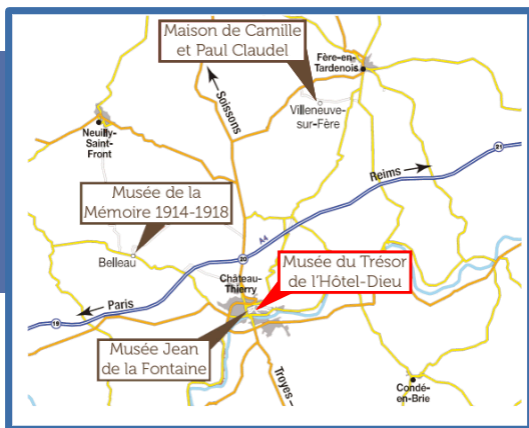 Maison de Camille
et Paul Claudel
Fère-en-
Tardenois
Soissons
Villeneuve-
sur-Fère
Neuilly-
Saint-
Front
21
Reims
Musée de la
Mémoire 1914-1918
A4
Belleau
20
Musée du Trésor
de l'Hôtel-Dieu
Château-
Thierry
Paris
19
Musée Jean
de la Fontaine
Troyes
Condé-
en-Brie